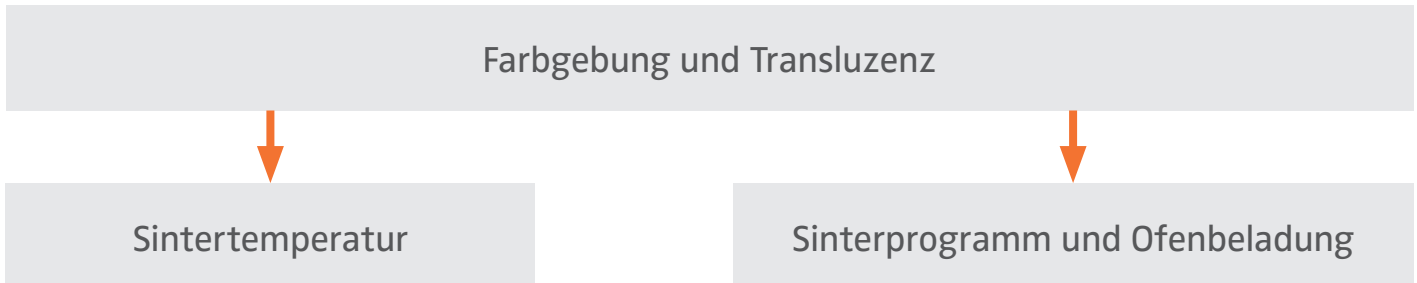 Farbgebung und Transluzenz
Sintertemperatur
Sinterprogramm und Ofenbeladung